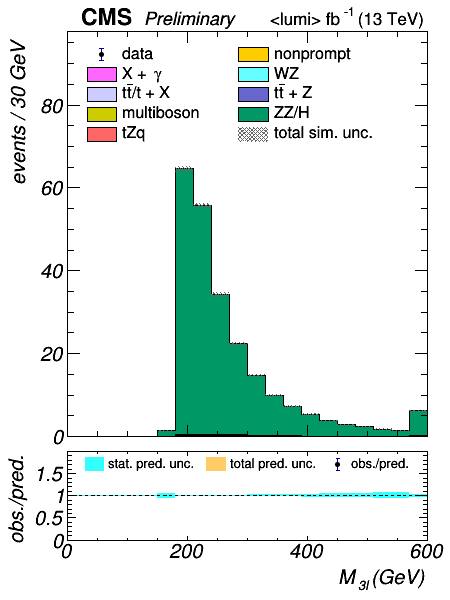 CMS Preliminary <lumi> fb⁻¹ (13 TeV)
events / 30 GeV
data
nonprompt
X + γ
WZ
tt̄/t + X
tt̄ + Z
multiboson
ZZ/H
tZq
total sim. unc.
80
60
40
20
0
obs./pred.
stat. pred. unc.
total pred. unc.
obs./pred.
1.5
1
0.5
0
0 200 400 600
M₃ₗ (GeV)